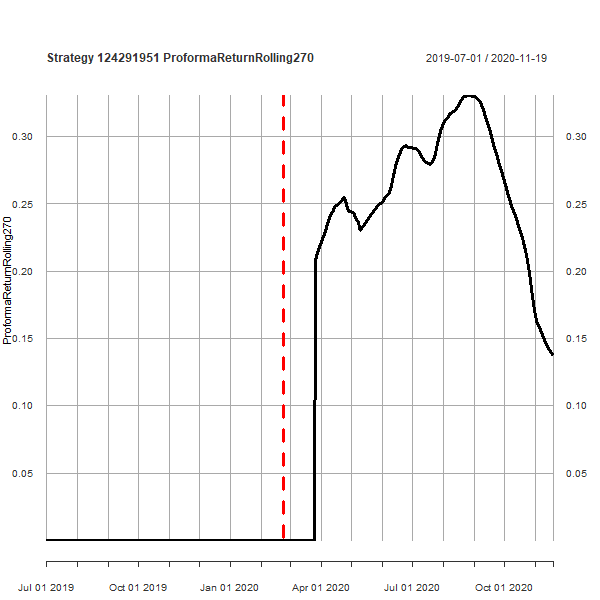 Strategy 124291951 ProformaReturnRolling270
2019-07-01 / 2020-11-19
ProformaReturnRolling270
0.30
0.25
0.20
0.15
0.10
0.05
0.30
0.25
0.20
0.15
0.10
0.05
Jul 01 2019
Oct 01 2019
Jan 01 2020
Apr 01 2020
Jul 01 2020
Oct 01 2020